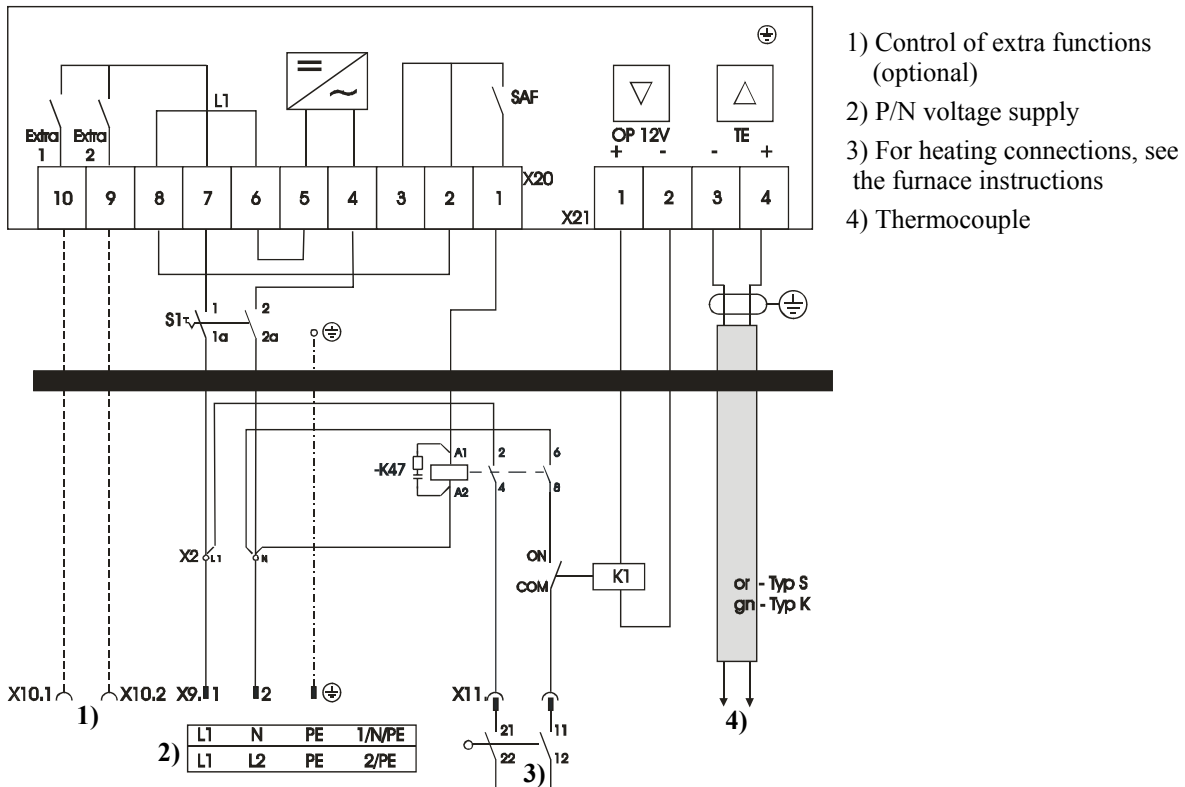 L1
SAF
Extra 1
Extra 2
OP 12V
+ -
TE
- +
X20
10 9 8 7 6 5 4 3 2 1
X21
1 2 3 4
1) Control of extra functions
(optional)
2) P/N voltage supply
3) For heating connections, see
the furnace instructions
4) Thermocouple
S1
1
1a
2
2a
-K47
A1
A2
2
4
6
8
X2
L1
N
ON
COM
K1
or - Typ S
gn - Typ K
X10.1
X10.2
X9.
1
2
X11.
1)
4)
2)
L1 N PE 1/N/PE
L1 L2 PE 2/PE
21
22
11
12
3)